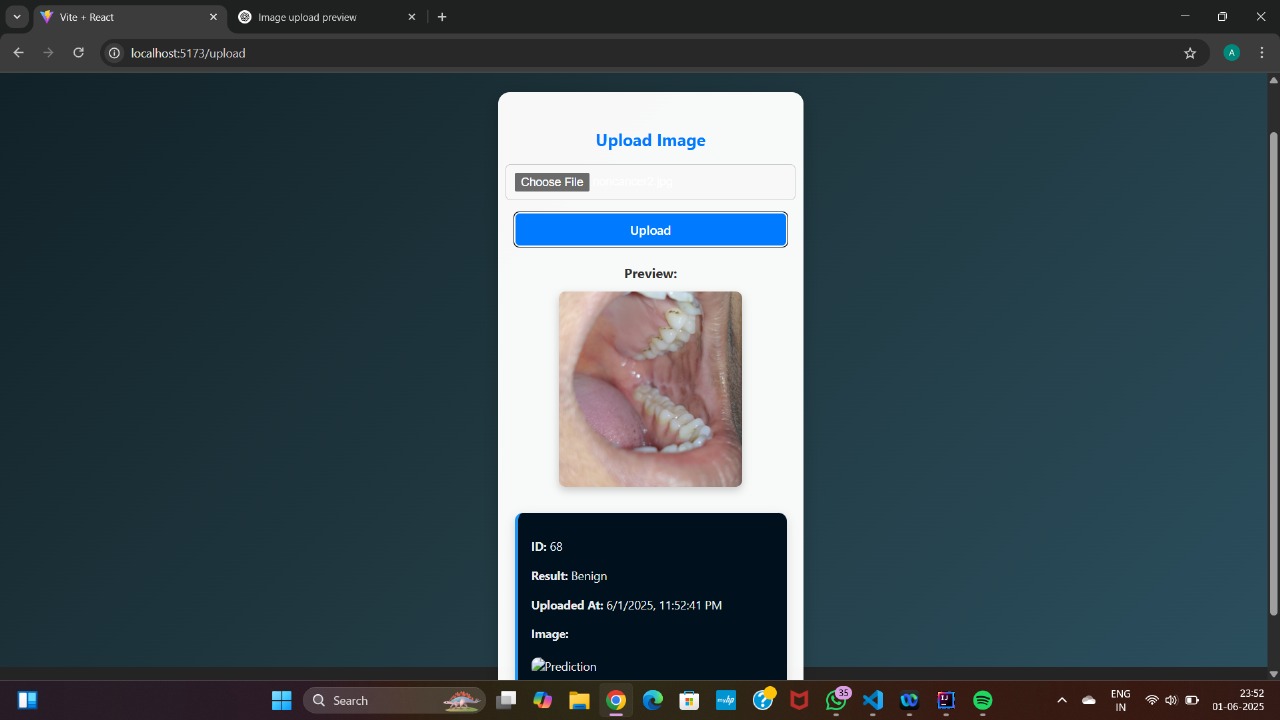 Vite + React
Image upload preview
localhost:5173/upload
A
Upload Image
Choose File
Upload
Preview:
ID: 68
Result: Benign
Uploaded At: 6/1/2025, 11:52:41 PM
Image:
Prediction
Search
myhp
35
ENG
IN
23:52
01-06-2025